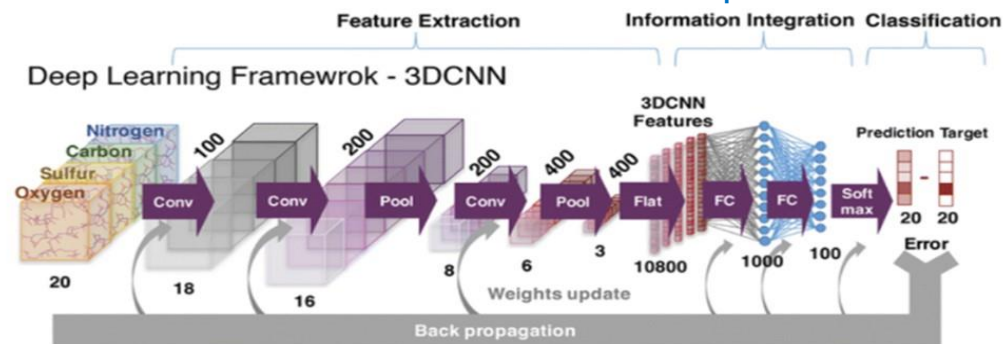 Feature Extraction
Information Integration
Classification
Deep Learning Framewrok - 3DCNN
Nitrogen
Carbon
Sulfur
Oxygen
20
Conv
100
18
Conv
200
16
Pool
200
8
Conv
400
6
Pool
400
3
Flat
3DCNN
Features
10800
FC
1000
FC
100
Soft
max
Prediction Target
-
20 20
Error
Weights update
Back propagation